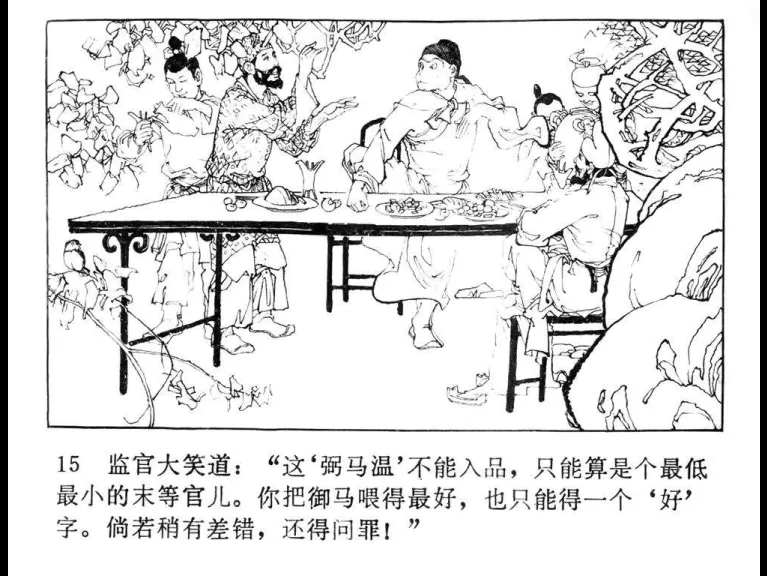 15 监官大笑道：“这‘弼马温’不能入品，只能算是个最低
最小的末等官儿。你把御马喂得最好，也只能得一个‘好’
字。倘若稍有差错，还得问罪！”